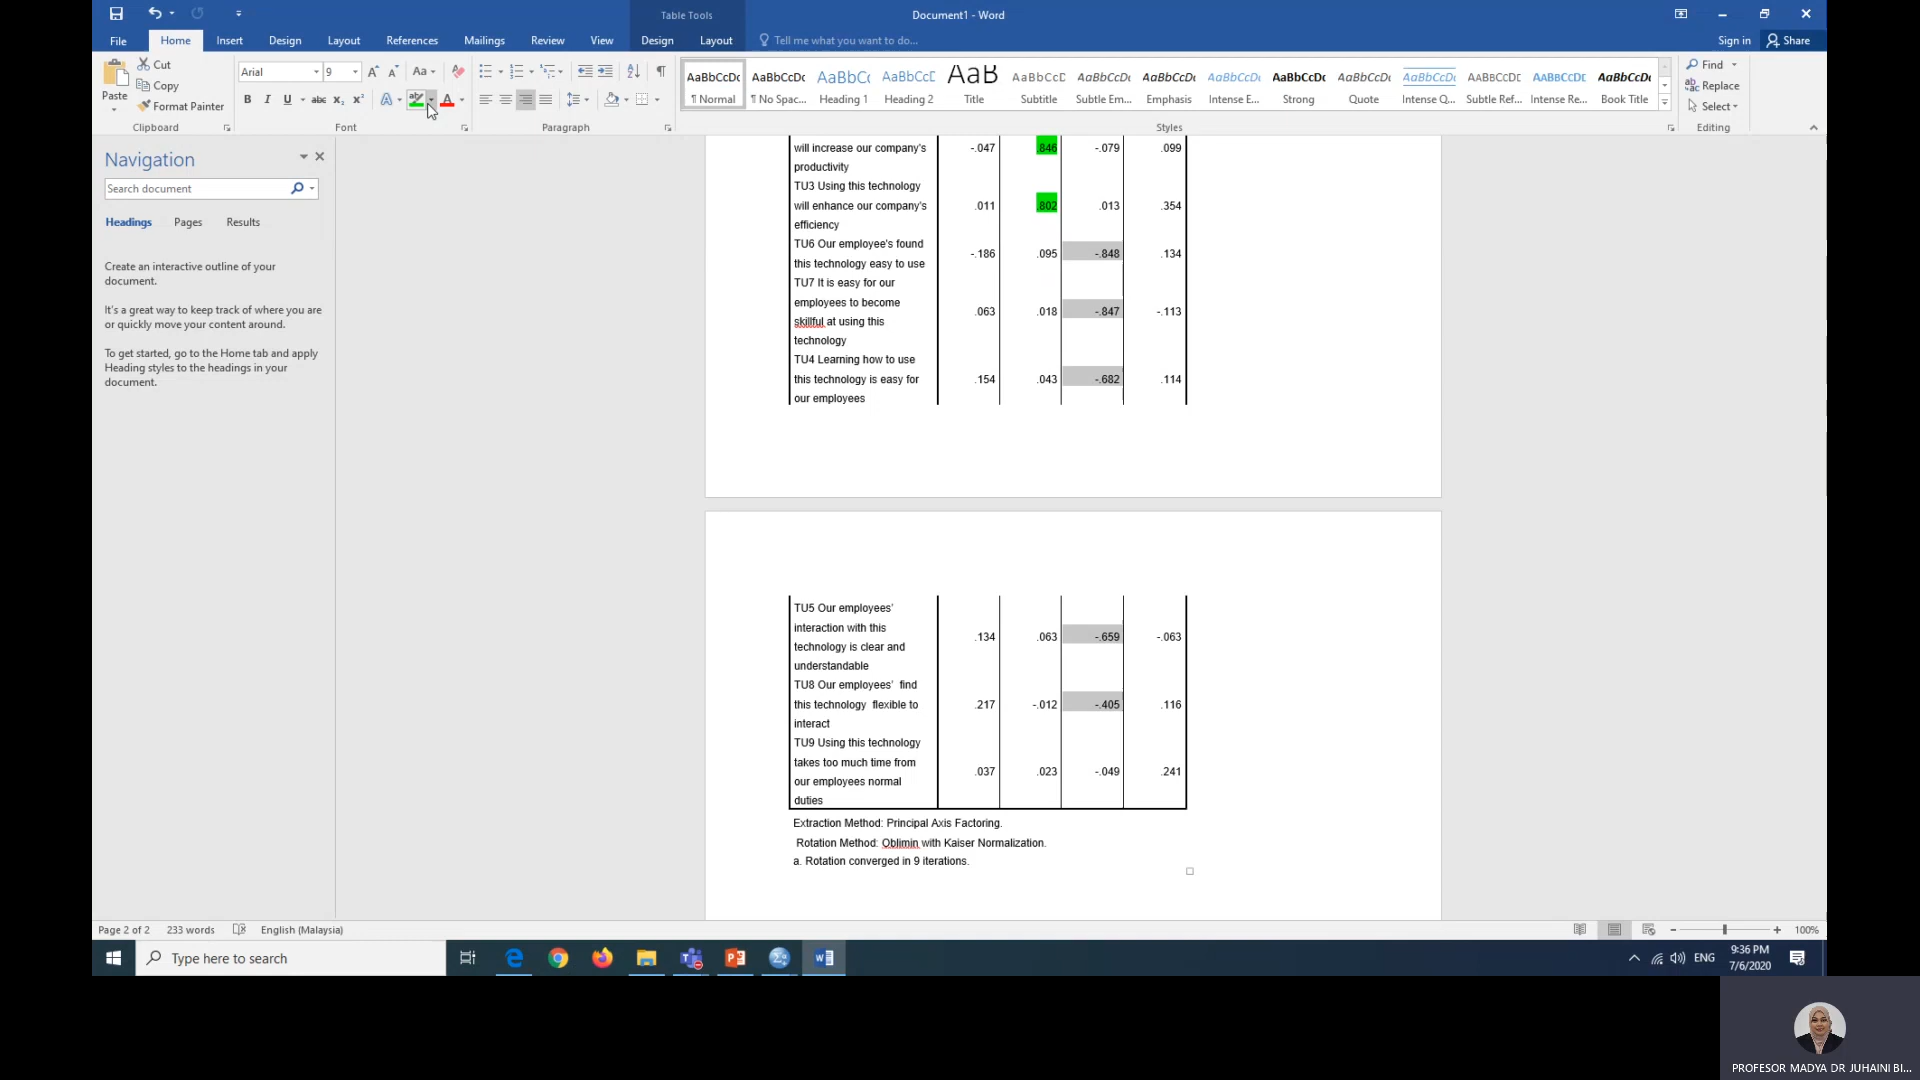 Table Tools
Document1 - Word
File Home Insert Design Layout References Mailings Review View Design Layout Tell me what you want to do... Sign in Share
Paste Cut Copy Format Painter Clipboard
Arial 9 Font
Paragraph
AaBbCcDc AaBbCcDc AaBbC( AaBbCcC AaB AaBbCcC AaBbCcDt AaBbCcDt AaBbCcDt AaBbCcDc AaBbCcDt AaBbCcDt AABBCCDE AABBCCDE AaBbCcDt
¶ Normal ¶ No Spac... Heading 1 Heading 2 Title Subtitle Subtle Em... Emphasis Intense E... Strong Quote Intense Q... Subtle Ref... Intense Re... Book Title
Styles
Find
Replace
Select
Editing
Navigation
Search document
Headings Pages Results
Create an interactive outline of your
document.
It's a great way to keep track of where you are
or quickly move your content around.
To get started, go to the Home tab and apply
Heading styles to the headings in your
document.
will increase our company's -.047 .846 -.079 .099
productivity
TU3 Using this technology
will enhance our company's .011 .802 .013 .354
efficiency
TU6 Our employee's found
this technology easy to use -.186 .095 -.848 .134
TU7 It is easy for our
employees to become .063 .018 -.847 -.113
skillful at using this
technology
TU4 Learning how to use
this technology is easy for .154 .043 -.682 .114
our employees
TU5 Our employees'
interaction with this .134 .063 -.659 -.063
technology is clear and
understandable
TU8 Our employees' find
this technology flexible to .217 -.012 -.405 .116
interact
TU9 Using this technology
takes too much time from .037 .023 -.049 .241
our employees normal
duties
Extraction Method: Principal Axis Factoring.
Rotation Method: Oblimin with Kaiser Normalization.
a. Rotation converged in 9 iterations.
Page 2 of 2 233 words English (Malaysia) 100%
Type here to search
ENG
9:36 PM
7/6/2020
PROFESOR MADYA DR JUHAINI BI...